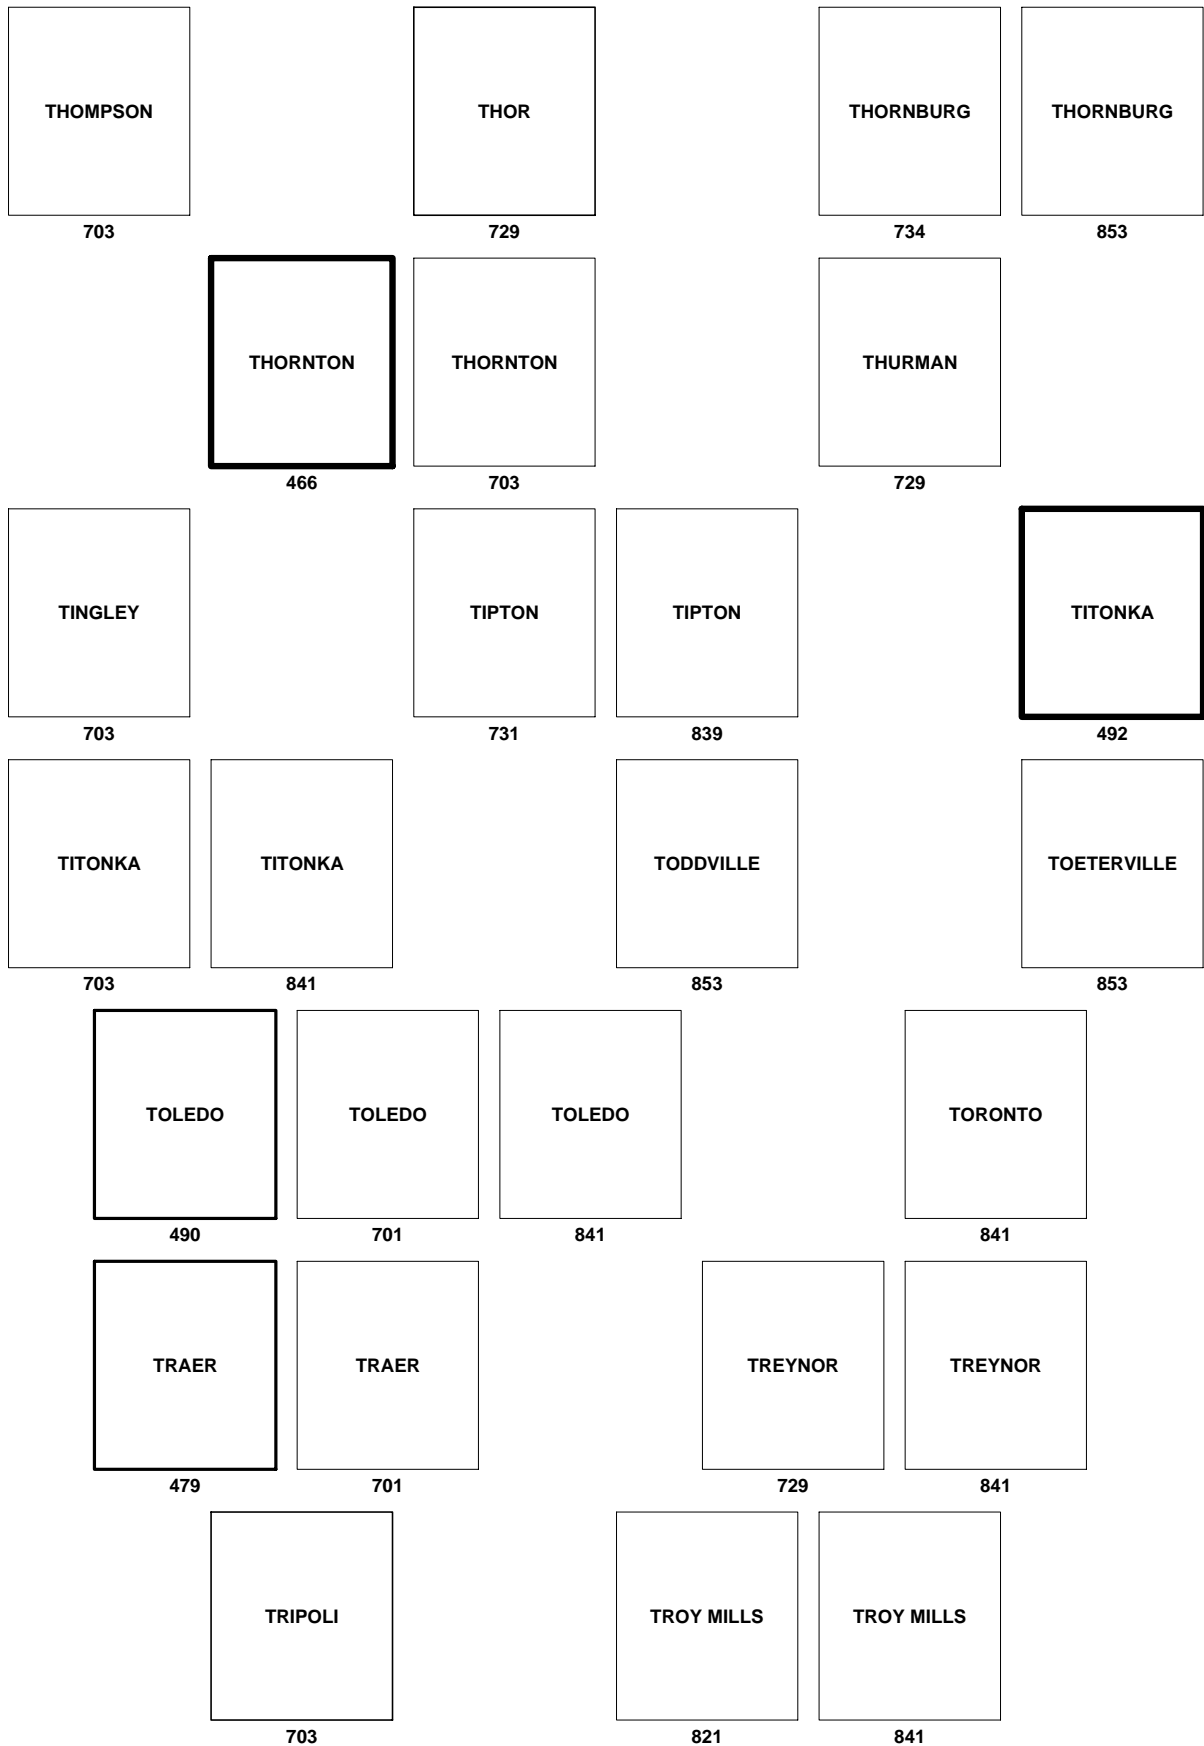 THOMPSON THOR THORNBURG THORNBURG
703 729 734 853
THORNTON THORNTON THURMAN
466 703 729
TINGLEY TIPTON TIPTON TITONKA
703 731 839 492
TITONKA TITONKA TODDVILLE TOETERVILLE
703 841 853 853
TOLEDO TOLEDO TOLEDO TORONTO
490 701 841 841
TRAER TRAER TREYNOR TREYNOR
479 701 729 841
TRIPOLI TROY MILLS TROY MILLS
703 821 841